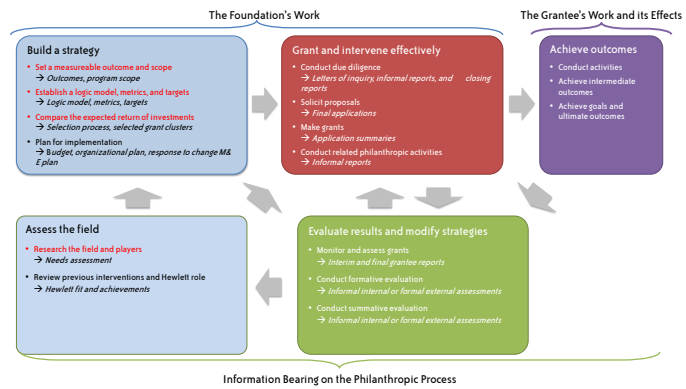 The Foundation's Work
The Grantee's Work and its Effects
Build a strategy
• Set a measureable outcome and scope
→ Outcomes, program scope
• Establish a logic model, metrics, and targets
→ Logic model, metrics, targets
• Compare the expected return of investments
→ Selection process, selected grant clusters
• Plan for implementation
→ Budget, organizational plan, response to change M&
E plan
Grant and intervene effectively
• Conduct due diligence
→ Letters of inquiry, informal reports, and closing
reports
• Solicit proposals
→ Final applications
• Make grants
→ Application summaries
• Conduct related philanthropic activities
→ Informal reports
Achieve outcomes
• Conduct activities
• Achieve intermediate
outcomes
• Achieve goals and
ultimate outcomes
Assess the field
• Research the field and players
→ Needs assessment
• Review previous interventions and Hewlett role
→ Hewlett fit and achievements
Evaluate results and modify strategies
• Monitor and assess grants
→ Interim and final grantee reports
• Conduct formative evaluation
→ Informal internal or formal external assessments
• Conduct summative evaluation
→ Informal internal or formal external assessments
Information Bearing on the Philanthropic Process